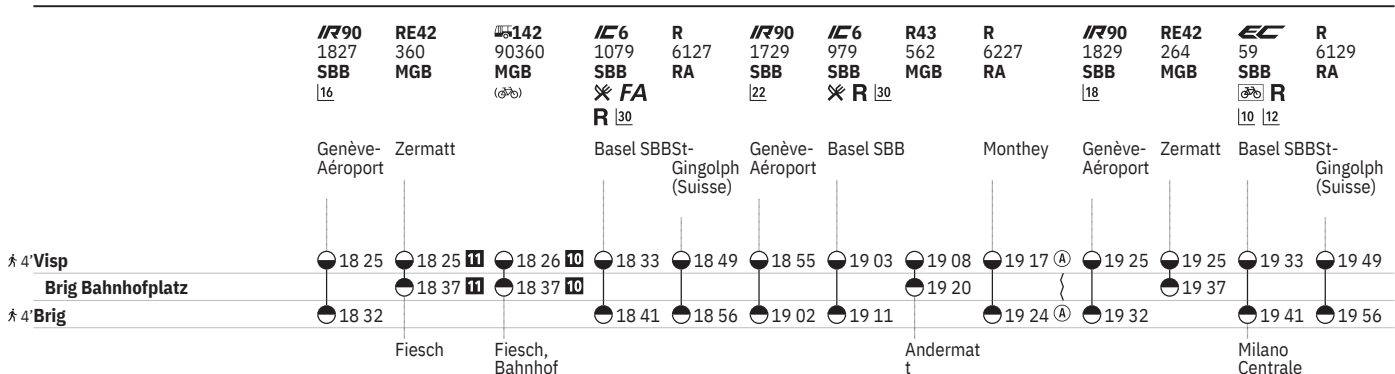 IR90 RE42 142 IC6 R IR90 IC6 R43 R IR90 RE42 EC R
1827 360 90360 1079 6127 1729 979 562 6227 1829 264 59 6129
SBB MGB MGB SBB RA SBB SBB MGB RA SBB MGB SBB RA
16 FA 22 R 30 18 R
R 30 10 12
Genève- Zermatt Basel SBB St- Genève- Basel SBB Monthey Genève- Zermatt Basel SBB St-
Aéroport Gingolph Aéroport Aéroport Gingolph
(Suisse) (Suisse)
4' Visp 18 25 18 25 11 18 26 10 18 33 18 49 18 55 19 03 19 08 19 17 A 19 25 19 25 19 33 19 49
Brig Bahnhofplatz 18 37 11 18 37 10 19 20 19 37
4' Brig 18 32 18 41 18 56 19 02 19 11 19 24 A 19 32 19 41 19 56
Fiesch Fiesch, Andermat Milano
Bahnhof t Centrale